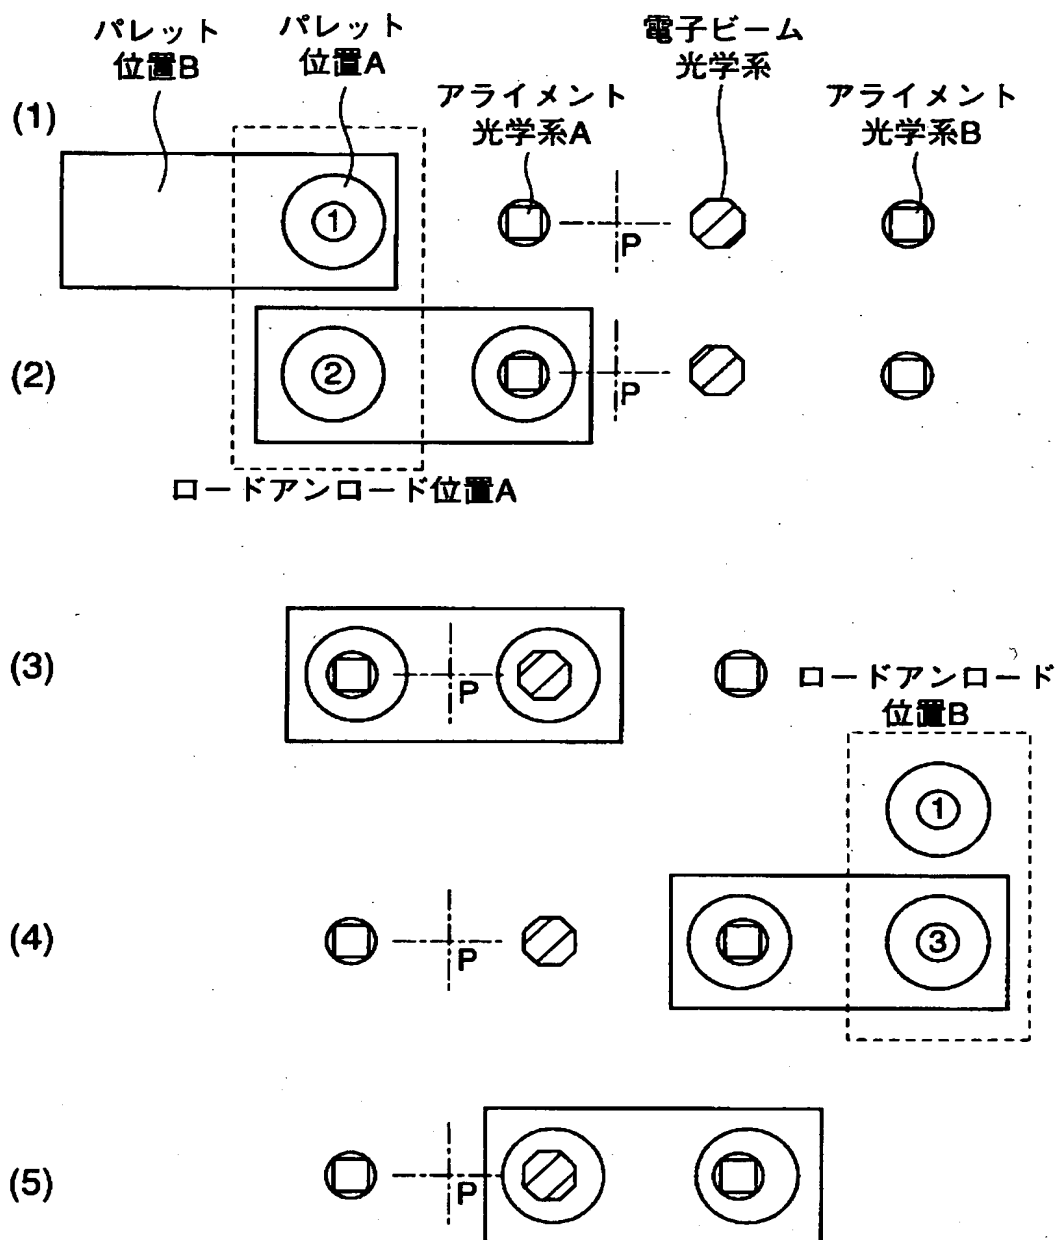 パレット
位置B
パレット
位置A
電子ビーム
光学系
アライメント
光学系A
アライメント
光学系B
(1)
1
P
(2)
2
P
ロードアンロード位置A
(3)
P
ロードアンロード
位置B
1
(4)
P
3
(5)
P